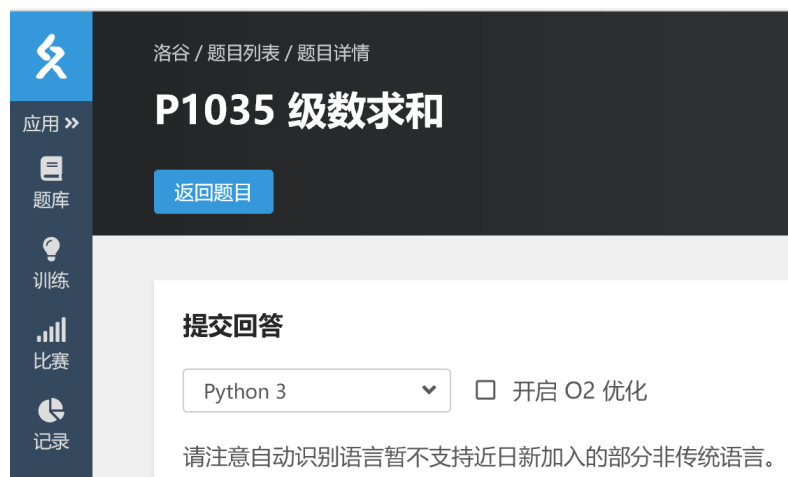 洛谷 / 题目列表 / 题目详情
P1035 级数求和
返回题目
应用
题库
训练
比赛
记录
提交回答
Python 3
开启 O2 优化
请注意自动识别语言暂不支持近日新加入的部分非传统语言。